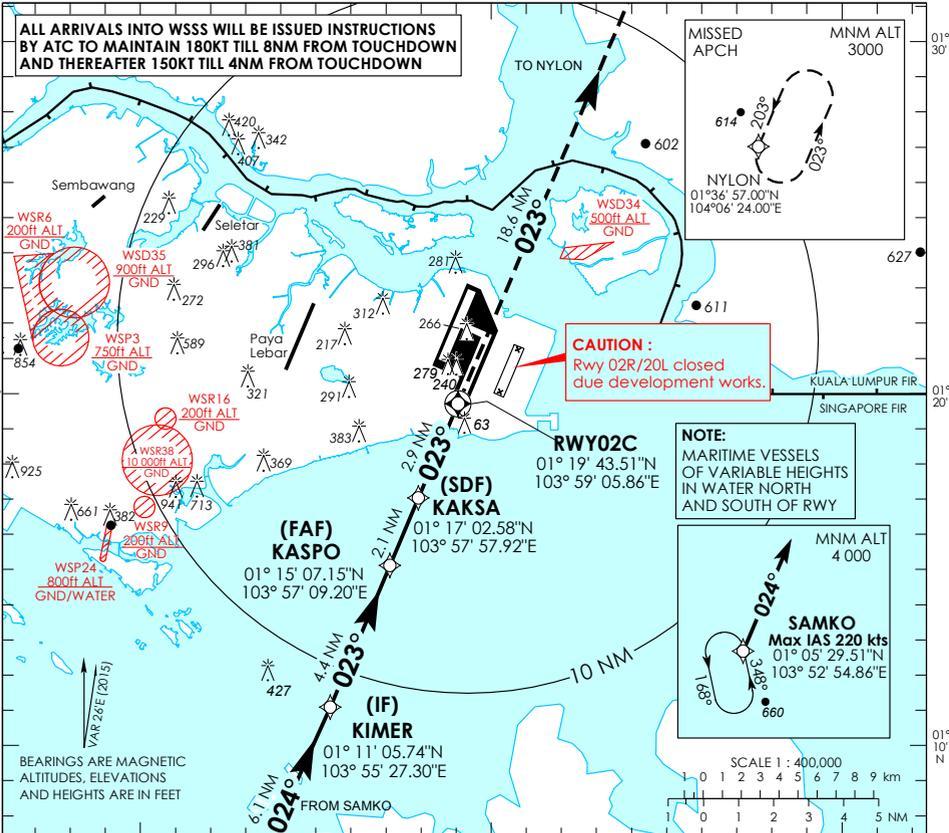 ALL ARRIVALS INTO WSSS WILL BE ISSUED INSTRUCTIONS
BY ATC TO MAINTAIN 180KT TILL 8NM FROM TOUCHDOWN
AND THEREAFTER 150KT TILL 4NM FROM TOUCHDOWN
TO NYLON
MISSED
APCH
MNM ALT
3000
614
203°
023°
NYLON
01°36' 57.00"N
104°06' 24.00"E
01°
30'
420
342
407
602
Sembawang
229
Seletar
381
296
WSR6
200ft ALT
GND
WSD35
900ft ALT
GND
18.6 NM
023°
WSD34
500ft ALT
GND
627
281
272
611
312
266
217
Paya
Lebar
589
WSP3
750ft ALT
GND
854
CAUTION :
Rwy 02R/20L closed
due development works.
279
240
321
291
KUALA LUMPUR FIR
SINGAPORE FIR
01°
20'
WSR16
200ft ALT
GND
383
63
2.9 NM
023°
RWY02C
01° 19' 43.51"N
103° 59' 05.86"E
NOTE:
MARITIME VESSELS
OF VARIABLE HEIGHTS
IN WATER NORTH
AND SOUTH OF RWY
WSR38
10 000ft ALT
GND
925
369
941
713
661
382
WSR9
200ft ALT
GND
(SDF)
KAKSA
01° 17' 02.58"N
103° 57' 57.92"E
2.1 NM
(FAF)
KASPO
01° 15' 07.15"N
103° 57' 09.20"E
WSP24
800ft ALT
GND/WATER
MNM ALT
4 000
024°
SAMKO
Max IAS 220 kts
01° 05' 29.51"N
103° 52' 54.86"E
168°
348°
660
4.4 NM
023°
10 NM
427
(IF)
KIMER
01° 11' 05.74"N
103° 55' 27.30"E
VAR 26'E (2015)
BEARINGS ARE MAGNETIC
ALTITUDES, ELEVATIONS
AND HEIGHTS ARE IN FEET
6.1 NM
024°
FROM SAMKO
01°
10'
N
SCALE 1 : 400,000
1 0 1 2 3 4 5 6 7 8 9 km
1 0 1 2 3 4 5 NM